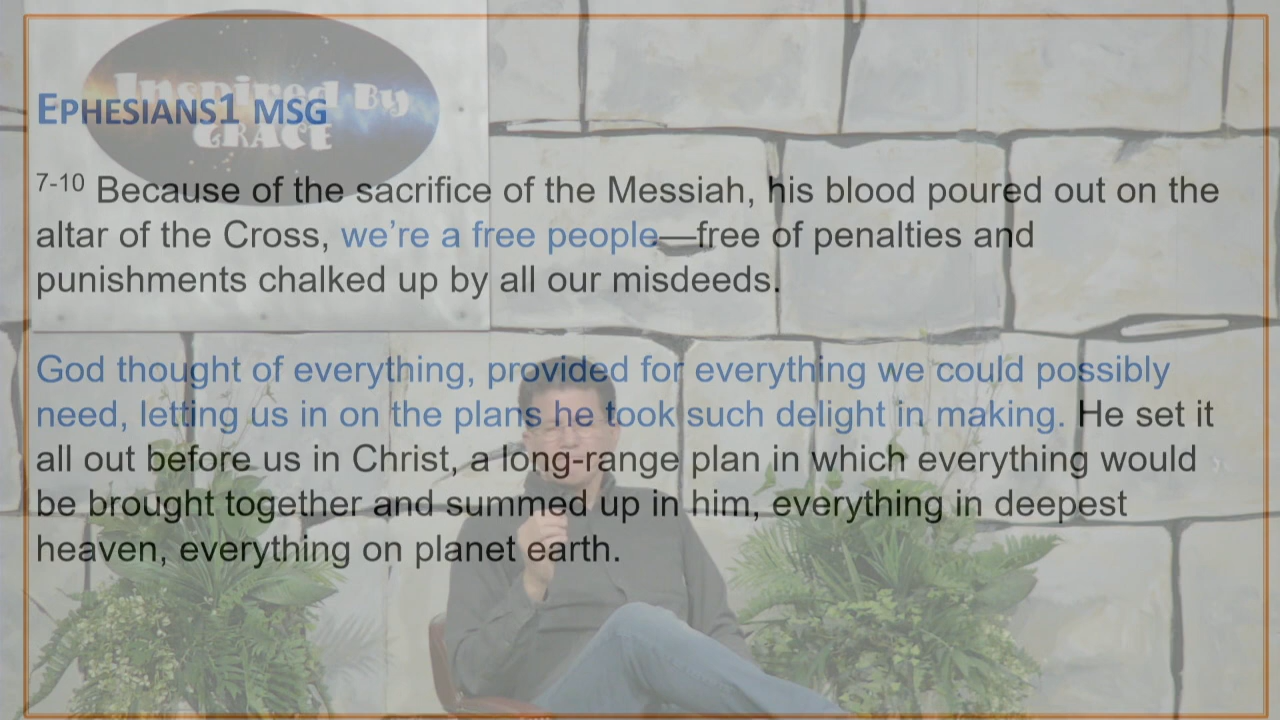 Inspired By
GRACE
EPHESIANS1 MSG
7-10 Because of the sacrifice of the Messiah, his blood poured out on the
altar of the Cross, we’re a free people—free of penalties and
punishments chalked up by all our misdeeds.
God thought of everything, provided for everything we could possibly
need, letting us in on the plans he took such delight in making. He set it
all out before us in Christ, a long-range plan in which everything would
be brought together and summed up in him, everything in deepest
heaven, everything on planet earth.